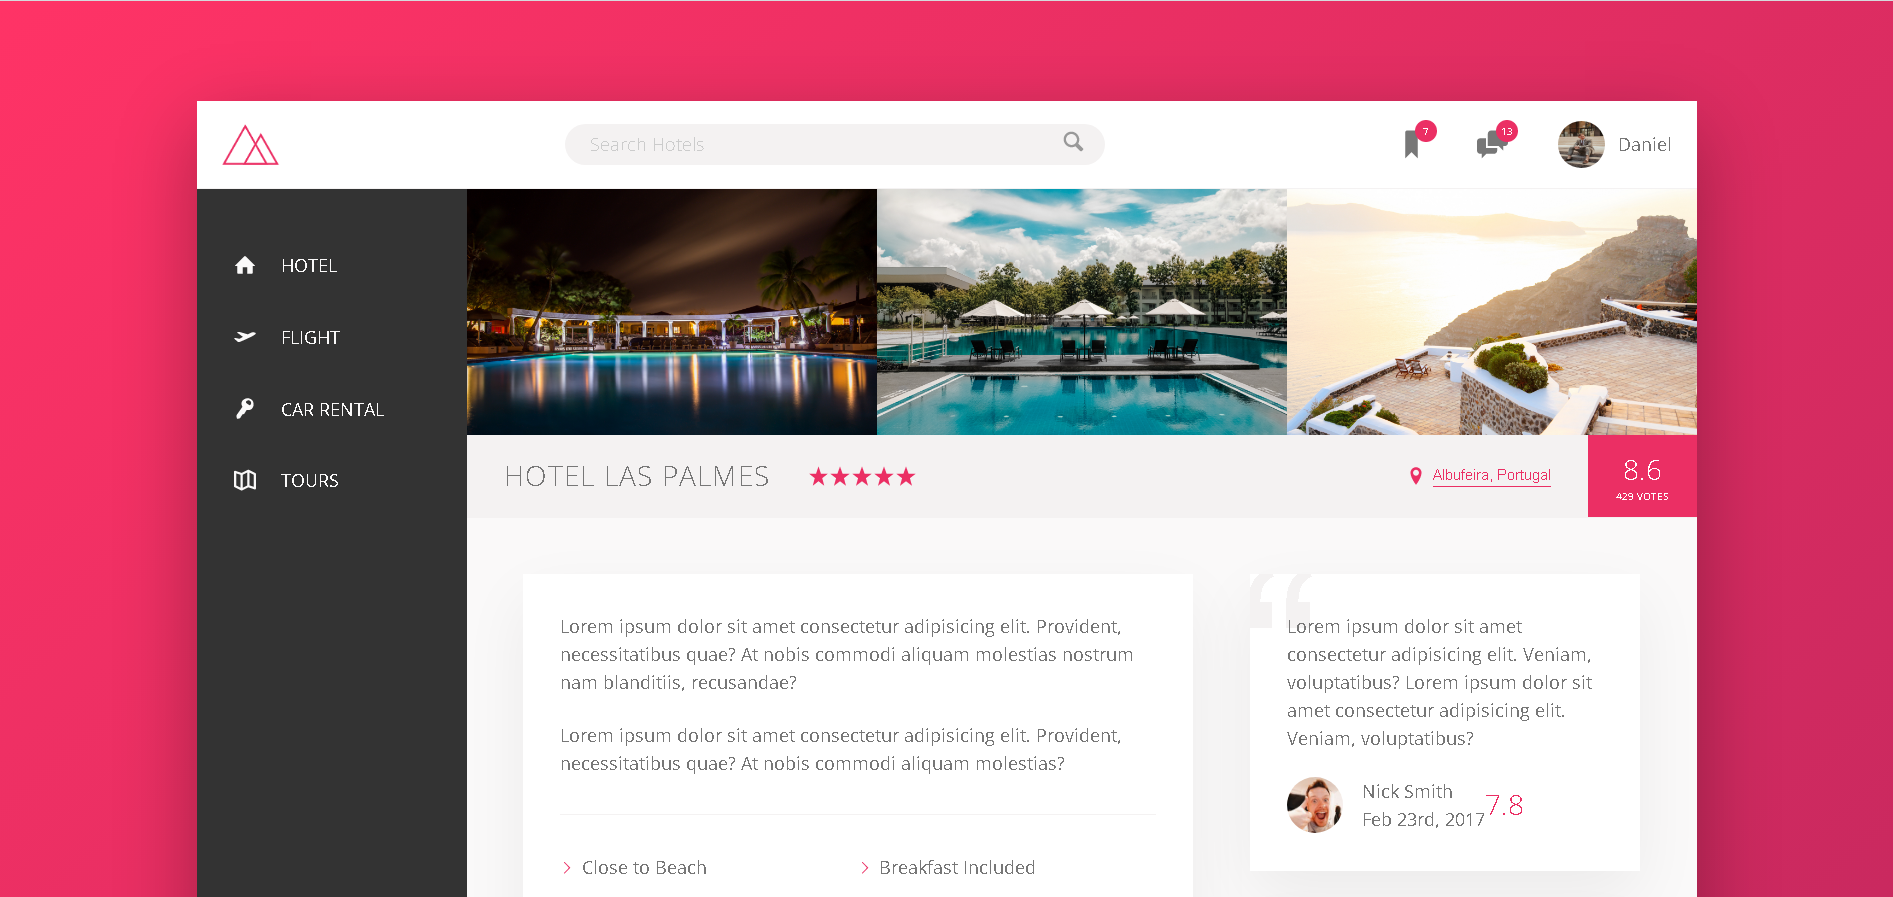 Search Hotels
7
13
Daniel
HOTEL
FLIGHT
CAR RENTAL
TOURS
HOTEL LAS PALMES
Albufeira, Portugal
8.6
429 VOTES
Lorem ipsum dolor sit amet consectetur adipisicing elit. Provident,
necessitatibus quae? At nobis commodi aliquam molestias nostrum
nam blanditiis, recusandae?
Lorem ipsum dolor sit amet consectetur adipisicing elit. Provident,
necessitatibus quae? At nobis commodi aliquam molestias?
Close to Beach
Breakfast Included
“
Lorem ipsum dolor sit amet
consectetur adipisicing elit. Veniam,
voluptatibus? Lorem ipsum dolor sit
amet consectetur adipisicing elit.
Veniam, voluptatibus?
Nick Smith
Feb 23rd, 2017
7.8